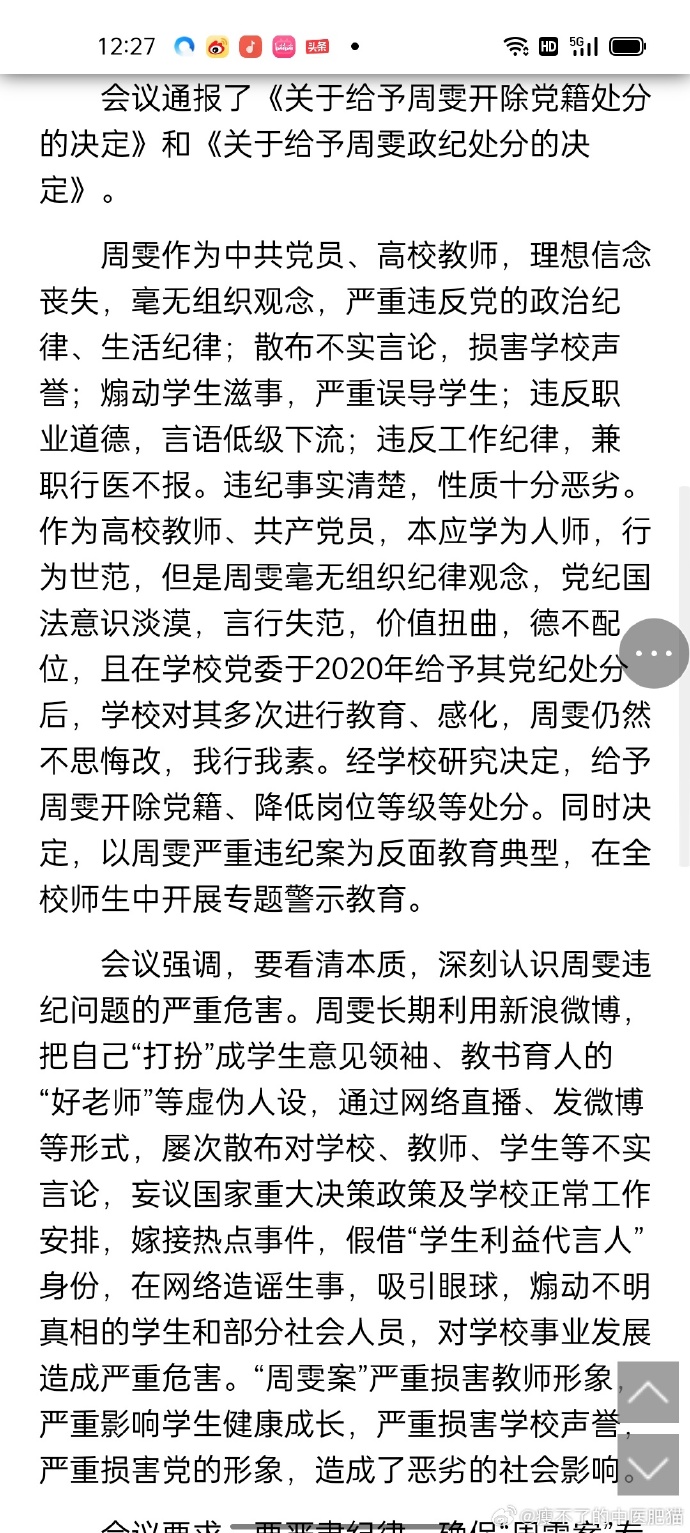 12:27
头条
HD
5G
会议通报了《关于给予周雯开除党籍处分
的决定》和《关于给予周雯政纪处分的决
定》。
周雯作为中共党员、高校教师，理想信念
丧失，毫无组织观念，严重违反党的政治纪
律、生活纪律；散布不实言论，损害学校声
誉；煽动学生滋事，严重误导学生；违反职
业道德，言语低级下流；违反工作纪律，兼
职行医不报。违纪事实清楚，性质十分恶劣。
作为高校教师、共产党员，本应学为人师，行
为世范，但是周雯毫无组织纪律观念，党纪国
法意识淡漠，言行失范，价值扭曲，德不配
位，且在学校党委于2020年给予其党纪处分
后，学校对其多次进行教育、感化，周雯仍然
不思悔改，我行我素。经学校研究决定，给予
周雯开除党籍、降低岗位等级等处分。同时决
定，以周雯严重违纪案为反面教育典型，在全
校师生中开展专题警示教育。
会议强调，要看清本质，深刻认识周雯违
纪问题的严重危害。周雯长期利用新浪微博，
把自己“打扮”成学生意见领袖、教书育人的
“好老师”等虚伪人设，通过网络直播、发微博
等形式，屡次散布对学校、教师、学生等不实
言论，妄议国家重大决策政策及学校正常工作
安排，嫁接热点事件，假借“学生利益代言人”
身份，在网络造谣生事，吸引眼球，煽动不明
真相的学生和部分社会人员，对学校事业发展
造成严重危害。“周雯案”严重损害教师形象，
严重影响学生健康成长，严重损害学校声誉，
严重损害党的形象，造成了恶劣的社会影响。
会议要求，要严肃纪律，确保“周雯案”专
@瘦不了的中医肥猫